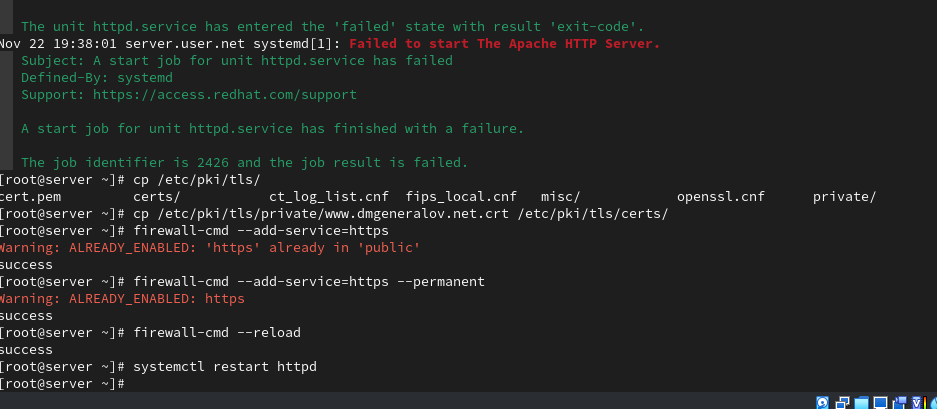 The unit httpd.service has entered the 'failed' state with result 'exit-code'.
Nov 22 19:38:01 server.user.net systemd[1]: Failed to start The Apache HTTP Server.
Subject: A start job for unit httpd.service has failed
Defined-By: systemd
Support: https://access.redhat.com/support
A start job for unit httpd.service has finished with a failure.
The job identifier is 2426 and the job result is failed.
[root@server ~]# cp /etc/pki/tls/
cert.pem certs/ ct_log_list.cnf fips_local.cnf misc/ openssl.cnf private/
[root@server ~]# cp /etc/pki/tls/private/www.dmgeneralov.net.crt /etc/pki/tls/certs/
[root@server ~]# firewall-cmd --add-service=https
Warning: ALREADY_ENABLED: 'https' already in 'public'
success
[root@server ~]# firewall-cmd --add-service=https --permanent
Warning: ALREADY_ENABLED: https
success
[root@server ~]# firewall-cmd --reload
success
[root@server ~]# systemctl restart httpd
[root@server ~]#